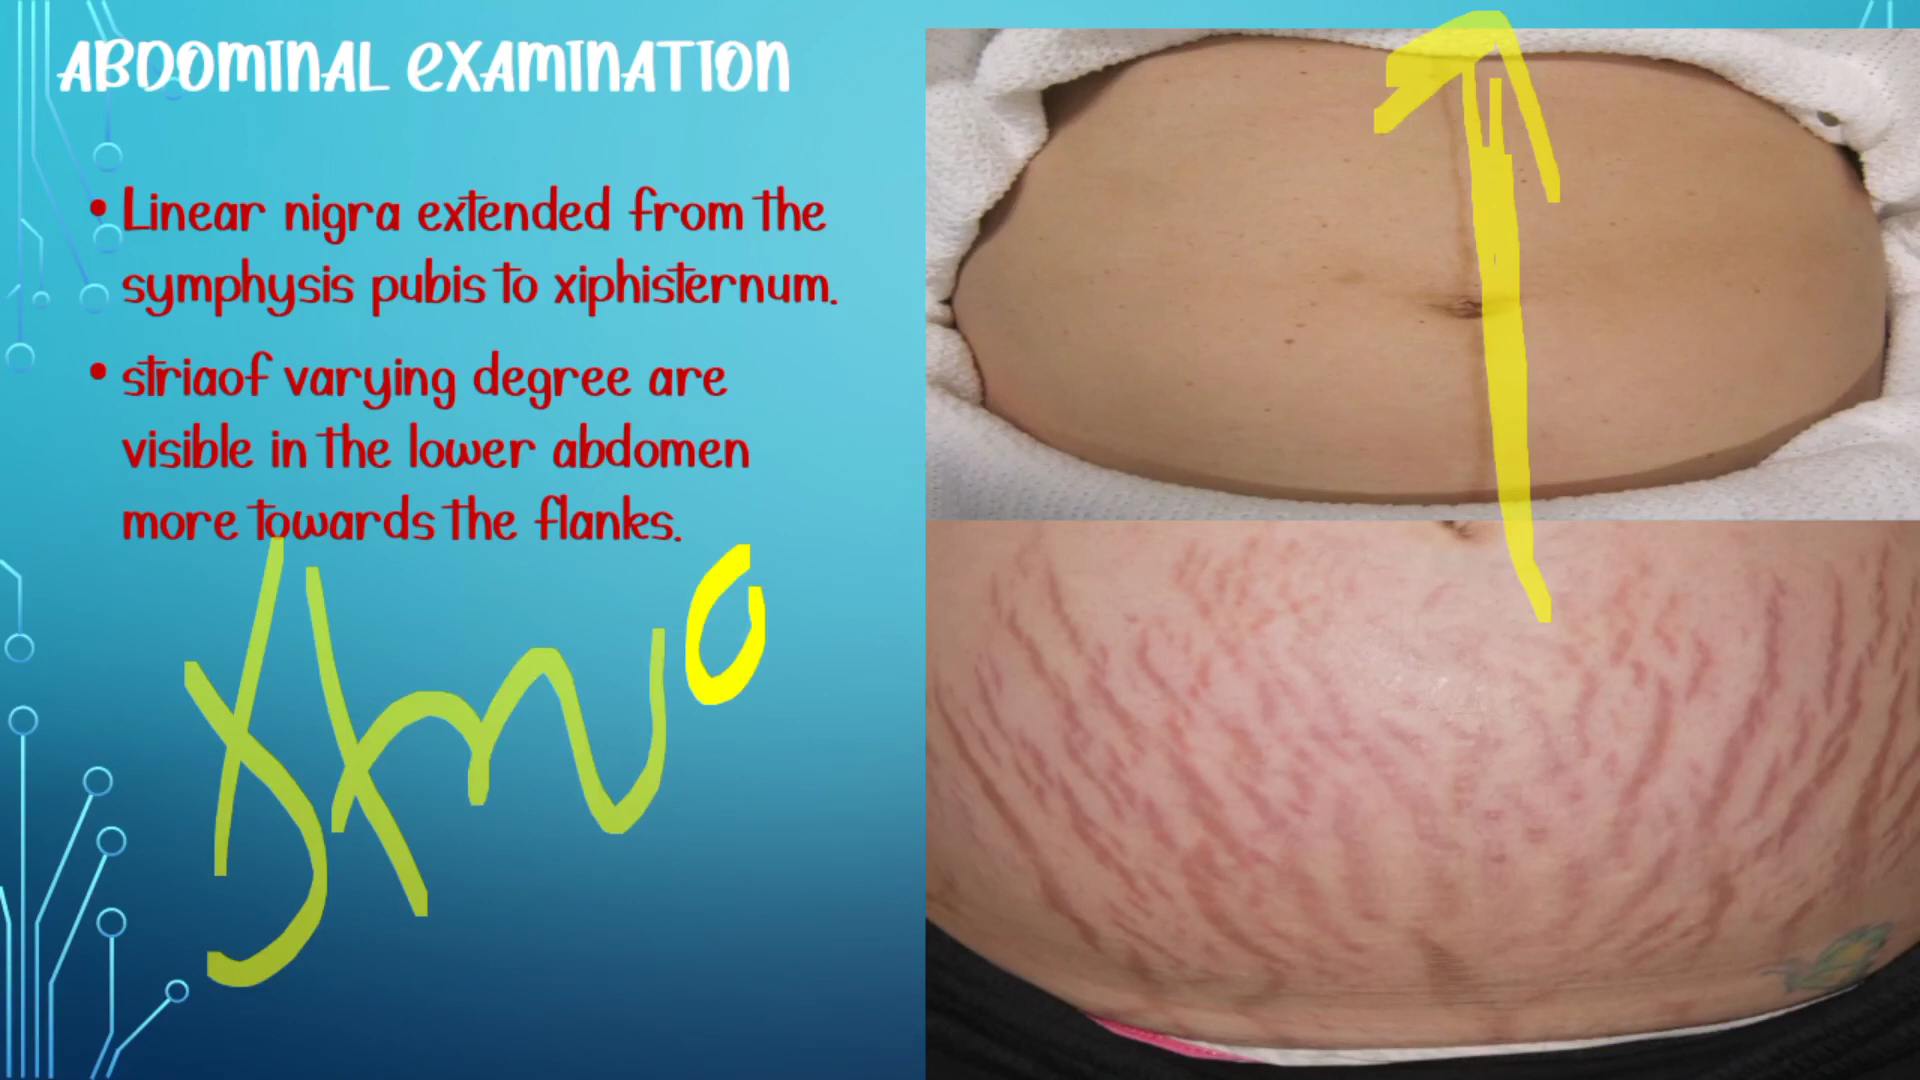 ABDOMINAL EXAMINATION
• Linear nigra extended from the
symphysis pubis to xiphisternum.
• striaof varying degree are
visible in the lower abdomen
more towards the flanks.